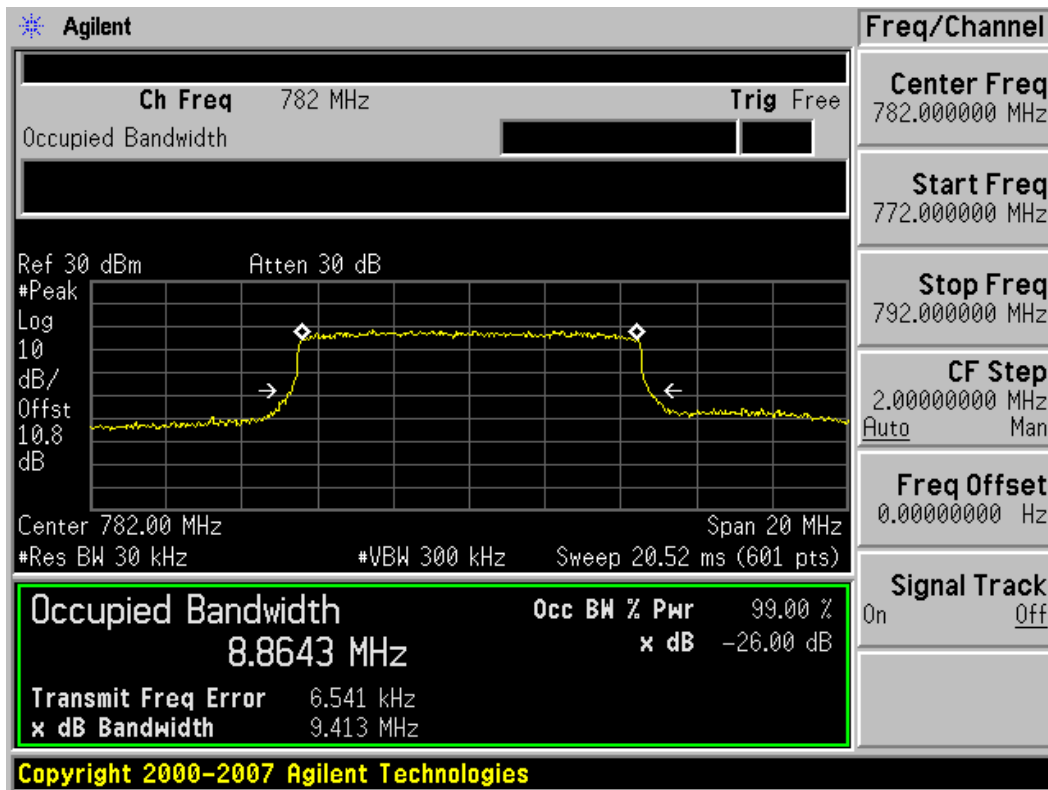 Agilent
Freq/Channel
Ch Freq 782 MHz Trig Free
Occupied Bandwidth
Center Freq
782.000000 MHz
Start Freq
772.000000 MHz
Stop Freq
792.000000 MHz
CF Step
2.00000000 MHz
Auto Man
Freq Offset
0.00000000 Hz
Signal Track
On Off
Ref 30 dBm Atten 30 dB
#Peak
Log
10
dB/
Offst
10.8
dB
Center 782.00 MHz Span 20 MHz
#Res BW 30 kHz #VBW 300 kHz Sweep 20.52 ms (601 pts)
Occupied Bandwidth Occ BW % Pwr 99.00 %
8.8643 MHz x dB -26.00 dB
Transmit Freq Error 6.541 kHz
x dB Bandwidth 9.413 MHz
Copyright 2000-2007 Agilent Technologies